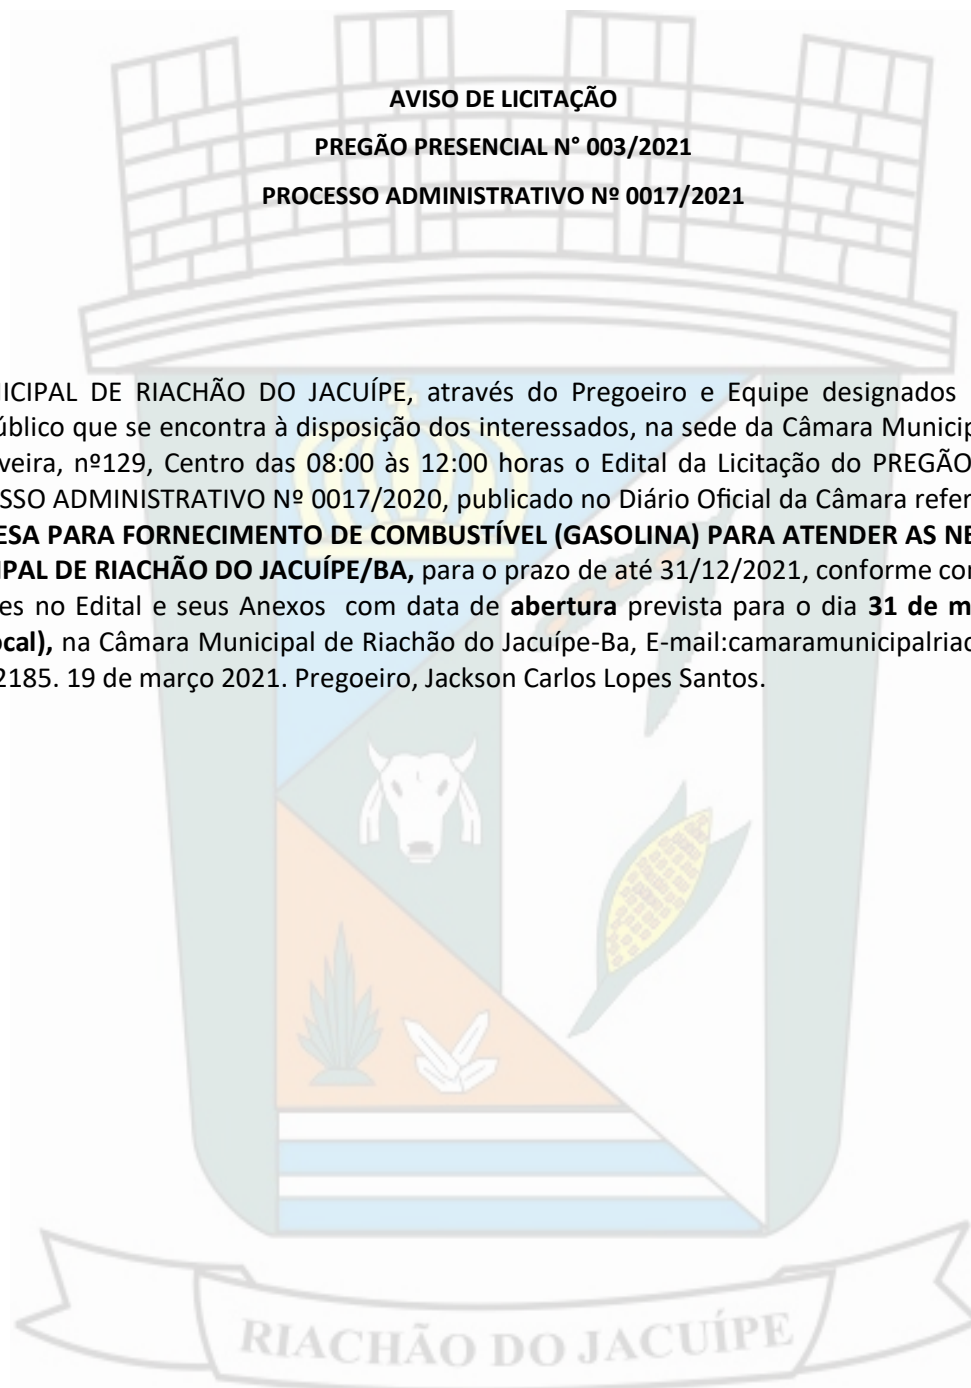 AVISO DE LICITAÇÃO
PREGÃO PRESENCIAL N° 003/2021
PROCESSO ADMINISTRATIVO Nº 0017/2021
NICIPAL DE RIACHÃO DO JACUÍPE, através do Pregoeiro e Equipe designados
úblico que se encontra à disposição dos interessados, na sede da Câmara Municip
veira, nº129, Centro das 08:00 às 12:00 horas o Edital da Licitação do PREGÃO
SSO ADMINISTRATIVO Nº 0017/2020, publicado no Diário Oficial da Câmara refer
ESA PARA FORNECIMENTO DE COMBUSTÍVEL (GASOLINA) PARA ATENDER AS NE
IPAL DE RIACHÃO DO JACUÍPE/BA, para o prazo de até 31/12/2021, conforme con
es no Edital e seus Anexos com data de abertura prevista para o dia 31 de m
ocal), na Câmara Municipal de Riachão do Jacuípe-Ba, E-mail:camaramunicipalriac
2185. 19 de março 2021. Pregoeiro, Jackson Carlos Lopes Santos.
RIACHÃO DO JACUÍPE